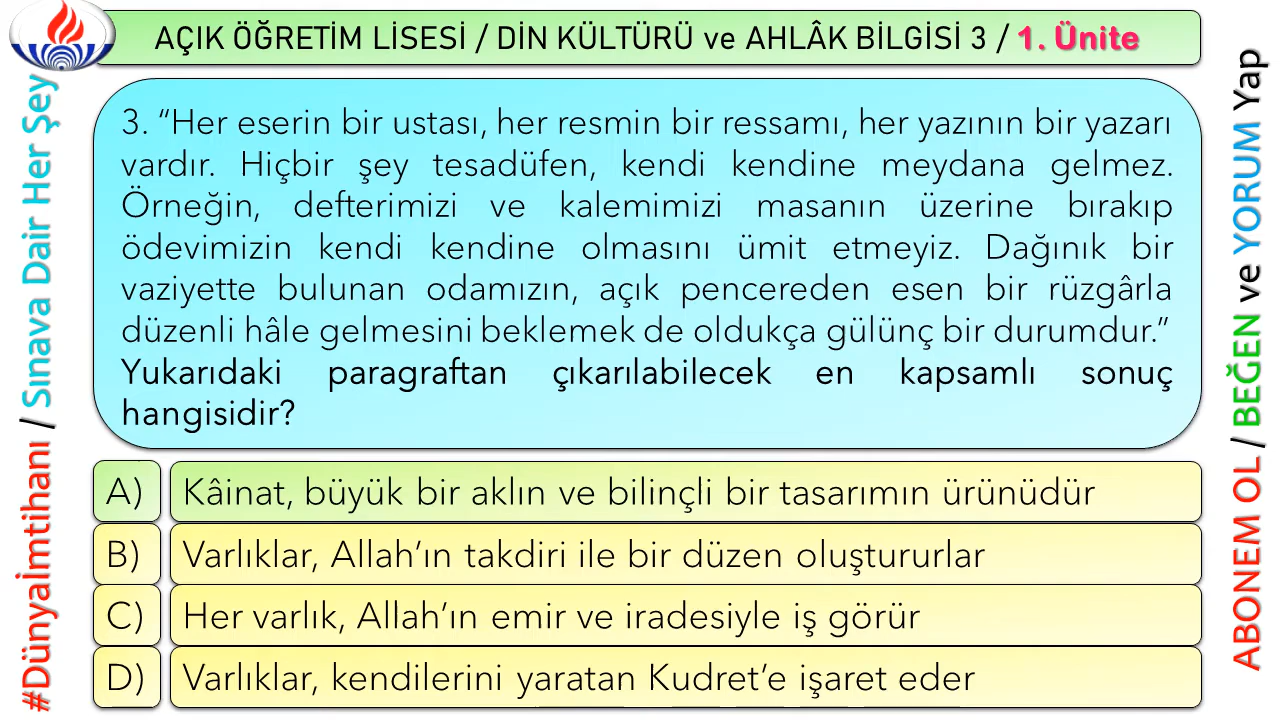 AÇIK ÖĞRETİM LİSESİ / DİN KÜLTÜRÜ ve AHLÂK BİLGİSİ 3 / 1. Ünite
#Dünyaİmtihanı / Sınava Dair Her Şey
3. “Her eserin bir ustası, her resmin bir ressamı, her yazının bir yazarı
vardır. Hiçbir şey tesadüfen, kendi kendine meydana gelmez.
Örneğin, defterimizi ve kalemimizi masanın üzerine bırakıp
ödevimizin kendi kendine olmasını ümit etmeyiz. Dağınık bir
vaziyette bulunan odamızın, açık pencereden esen bir rüzgârla
düzenli hâle gelmesini beklemek de oldukça gülünç bir durumdur.”
Yukarıdaki paragraftan çıkarılabilecek en kapsamlı sonuç
hangisidir?
A) Kâinat, büyük bir aklın ve bilinçli bir tasarımın ürünüdür
B) Varlıklar, Allah’ın takdiri ile bir düzen oluştururlar
C) Her varlık, Allah’ın emir ve iradesiyle iş görür
D) Varlıklar, kendilerini yaratan Kudret’e işaret eder
ABONEM OL / BEĞEN ve YORUM Yap